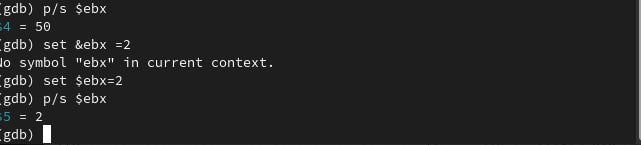 (gdb) p/s $ebx
$4 = 50
(gdb) set &ebx =2
No symbol "ebx" in current context.
(gdb) set $ebx=2
(gdb) p/s $ebx
$5 = 2
(gdb)